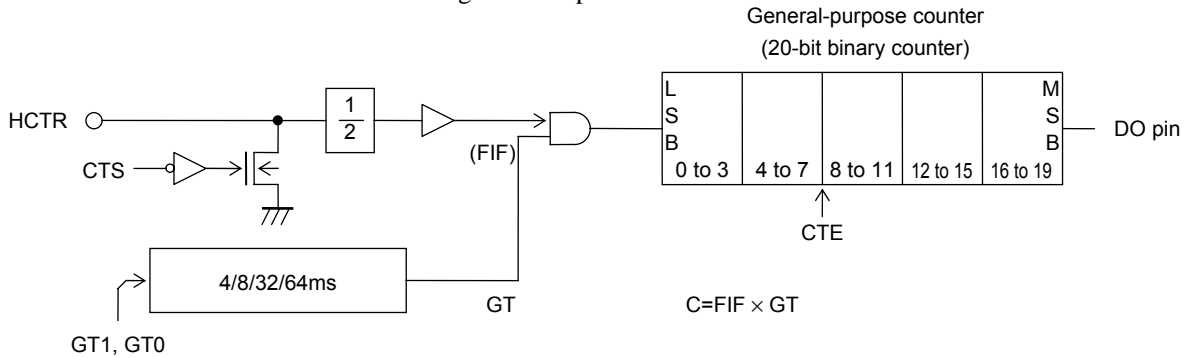 General-purpose counter
(20-bit binary counter)
HCTR
1
2
(FIF)
CTS
L
S
B
M
S
B
0 to 3
4 to 7
8 to 11
12 to 15
16 to 19
DO pin
CTE
4/8/32/64ms
GT
C=FIF × GT
GT1, GT0